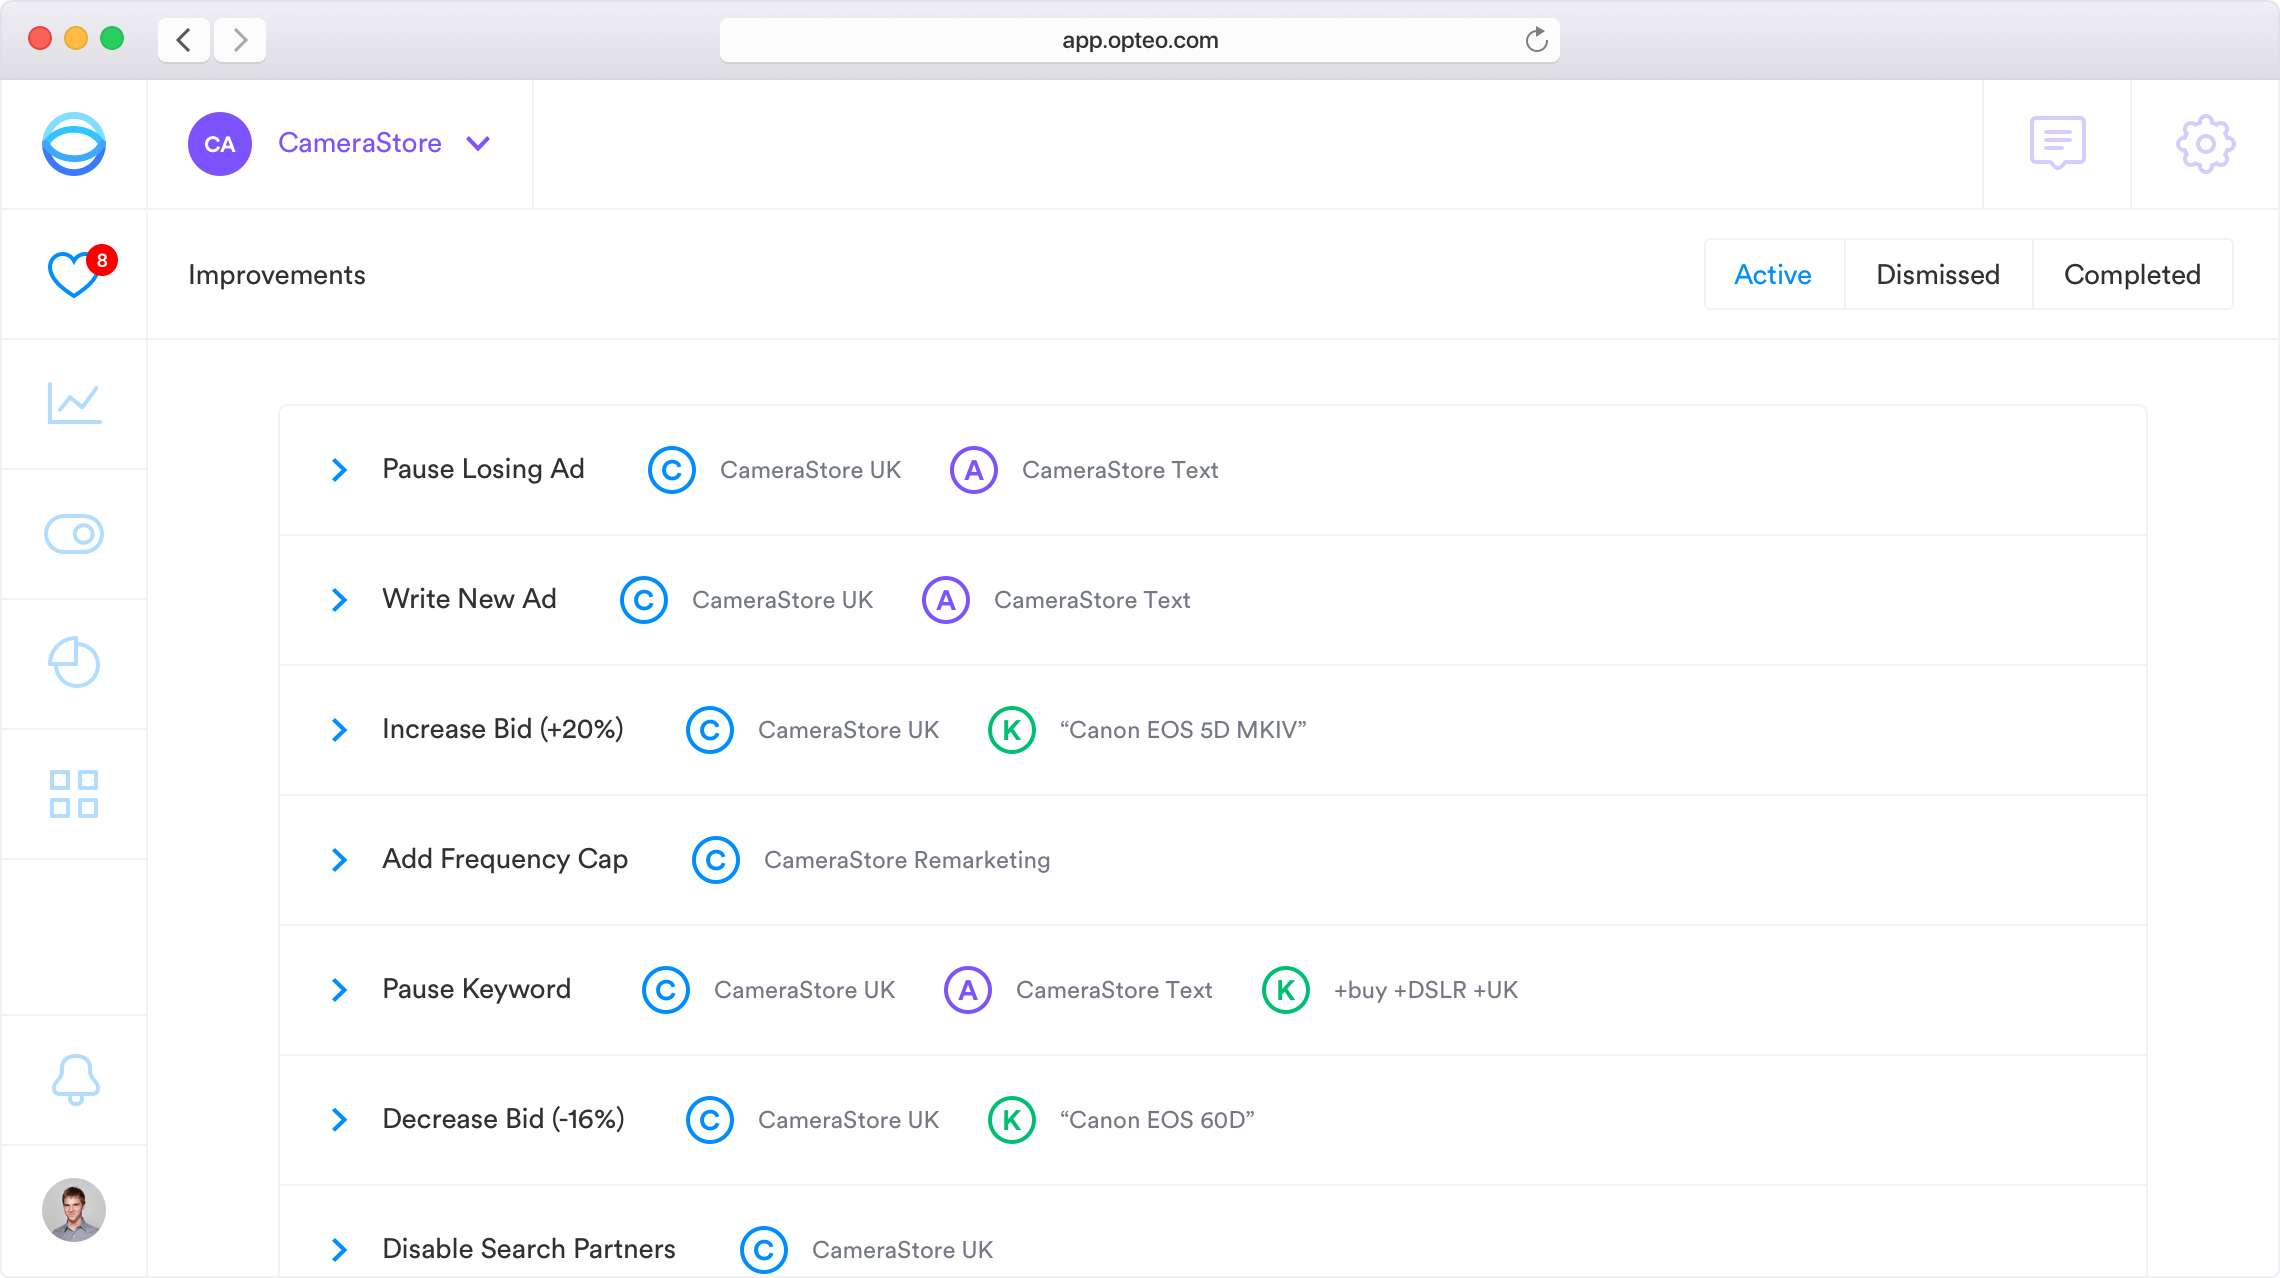 app.opteo.com
CA CameraStore
8
Improvements Active Dismissed Completed
Pause Losing Ad C CameraStore UK A CameraStore Text
Write New Ad C CameraStore UK A CameraStore Text
Increase Bid (+20%) C CameraStore UK K “Canon EOS 5D MKIV”
Add Frequency Cap C CameraStore Remarketing
Pause Keyword C CameraStore UK A CameraStore Text K +buy +DSLR +UK
Decrease Bid (-16%) C CameraStore UK K “Canon EOS 60D”
Disable Search Partners C CameraStore UK